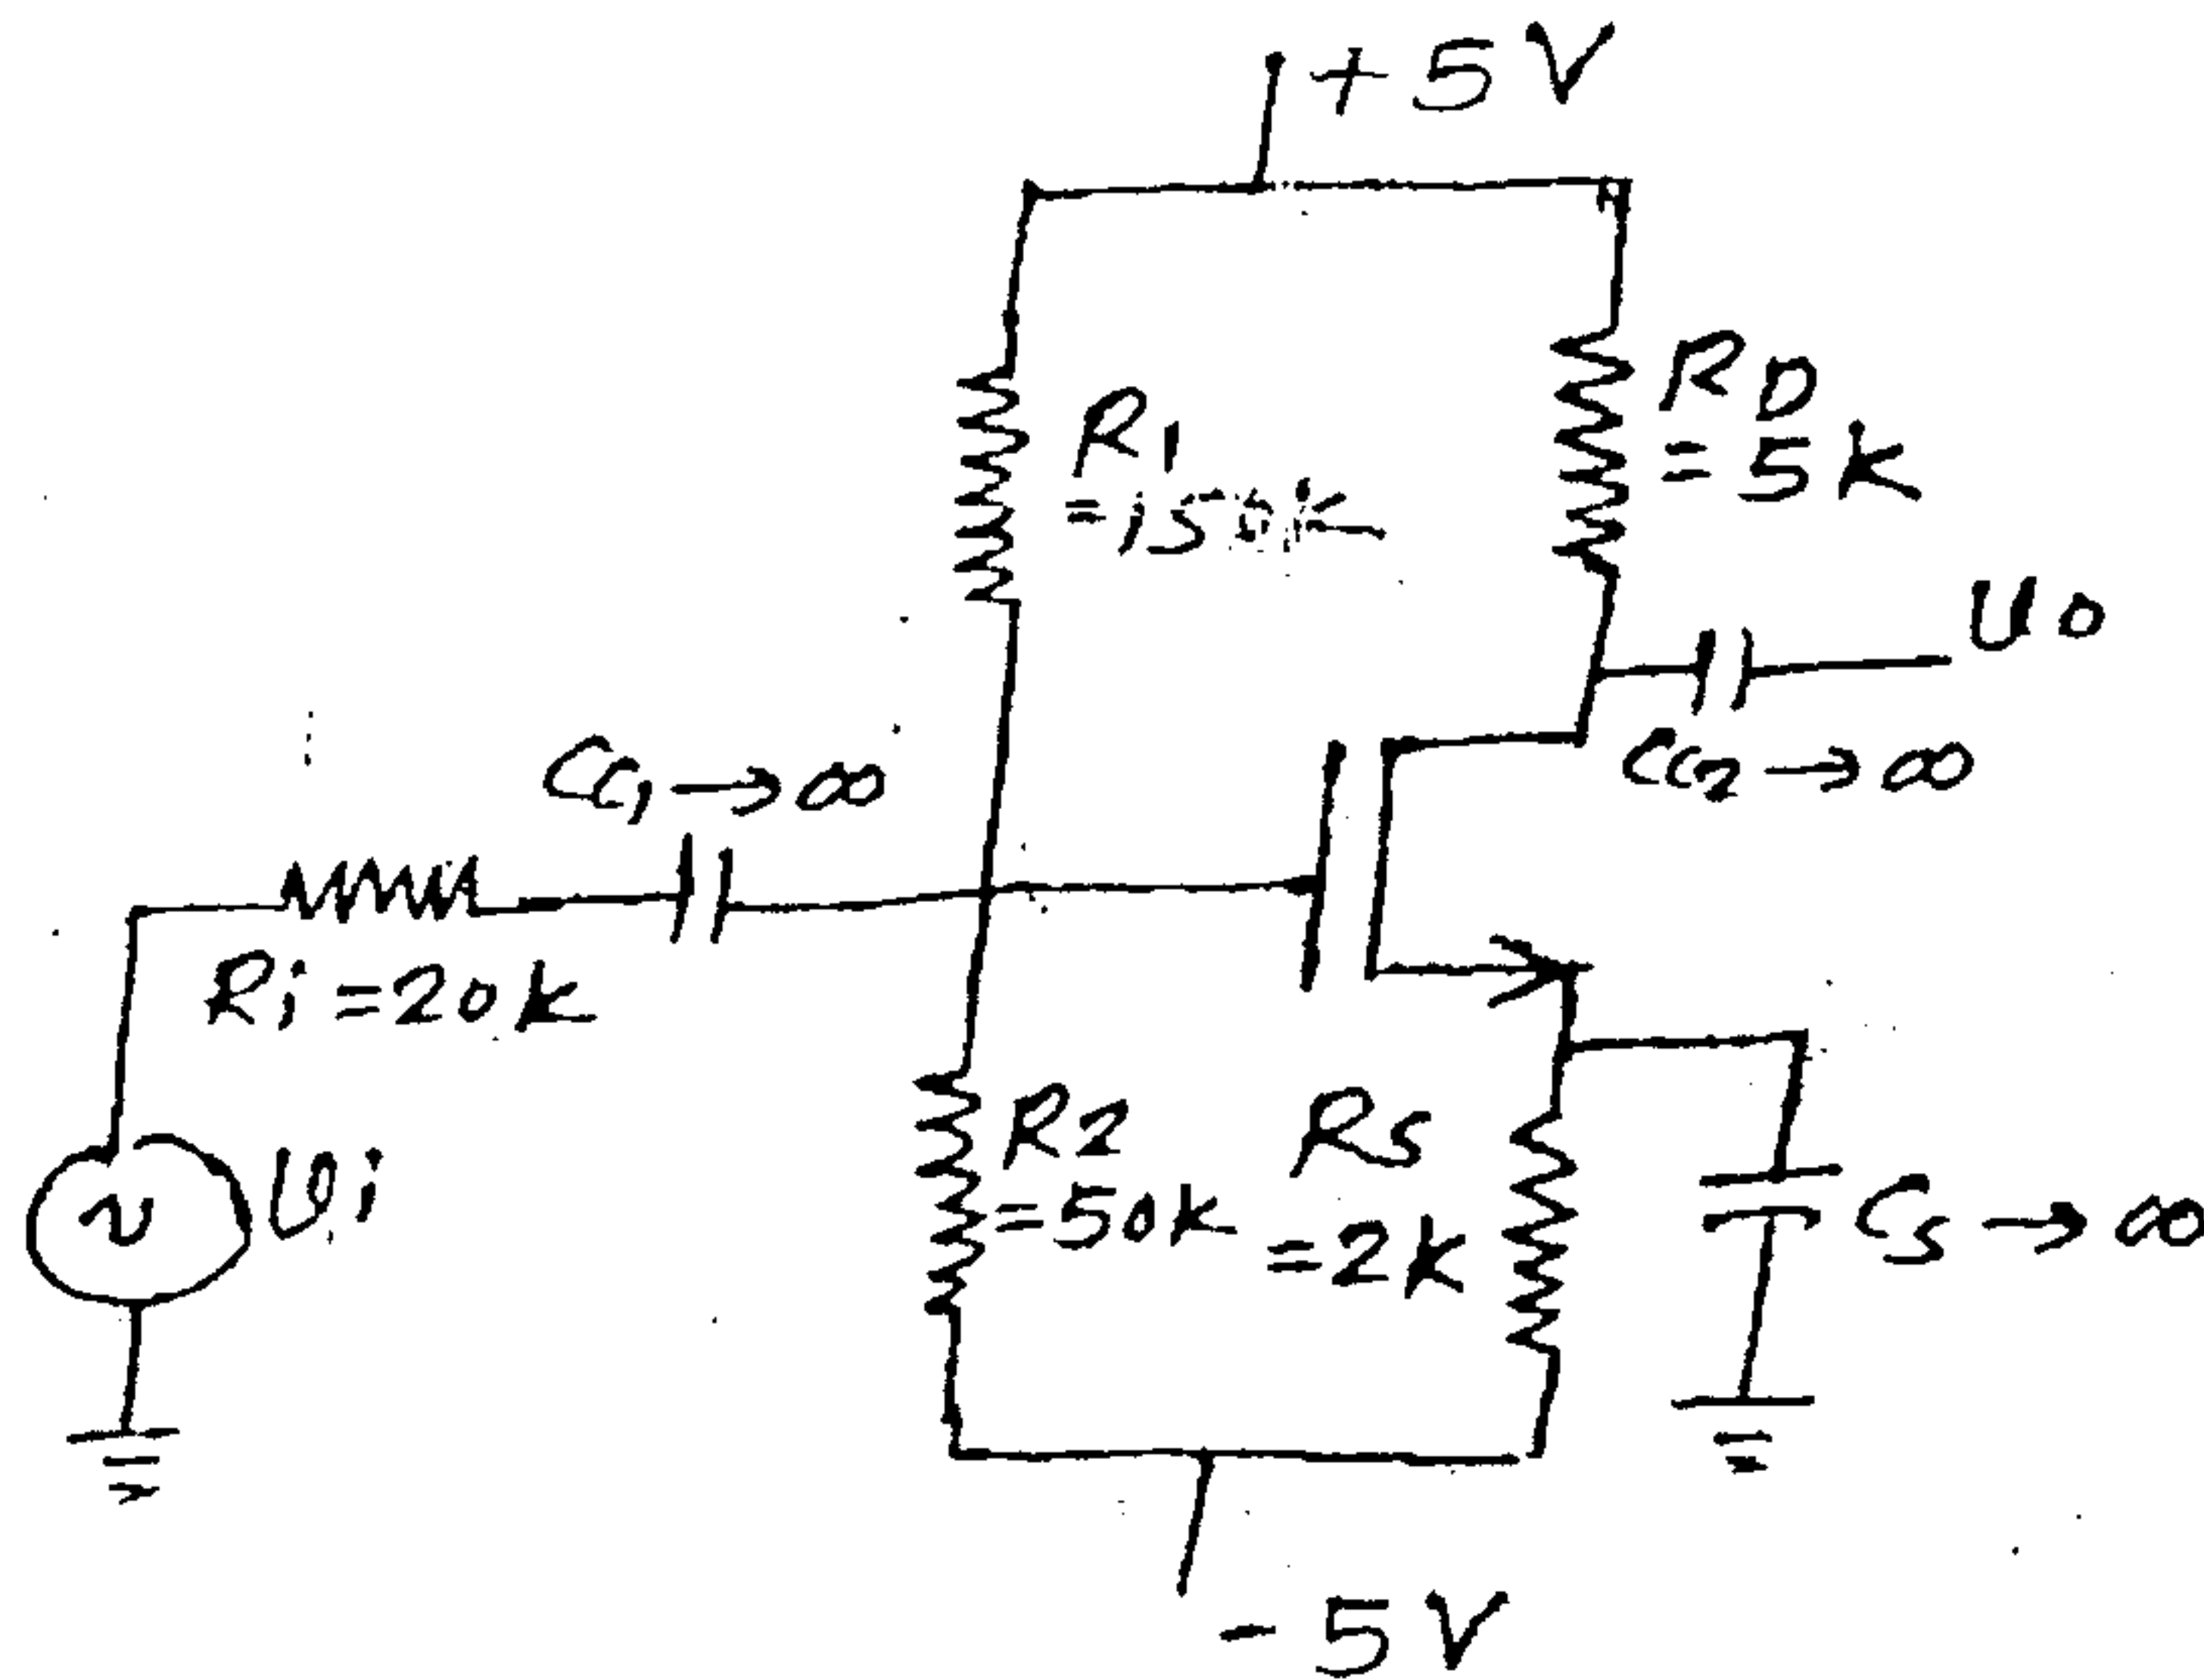 +5V
RD
=5k
R1
=150k
Uo
CC1→∞
CC2→∞
Ri=20k
R2
=50k
RS
=2k
Ui
CS→∞
-5V